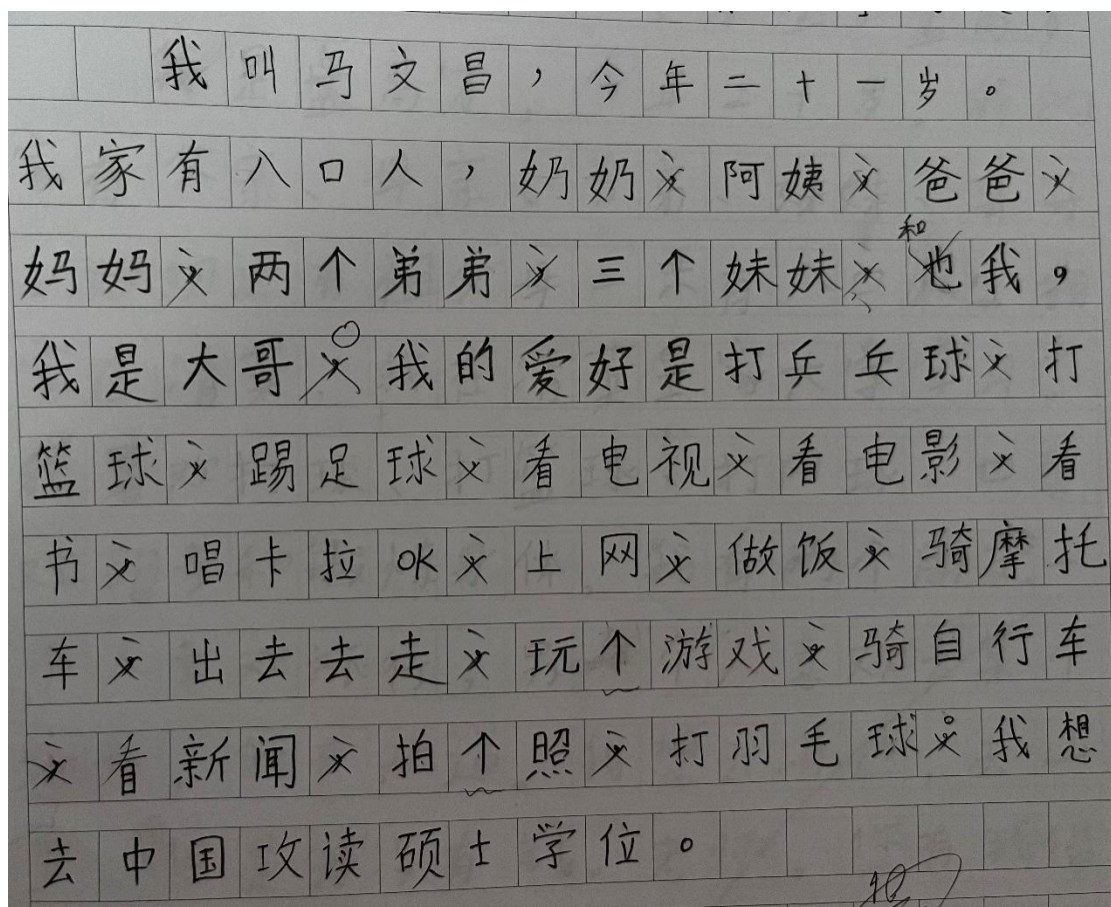 我叫马文昌，今年二十一岁。
我家有八口人，奶奶、阿姨、爸爸、
妈妈、两个弟弟、三个妹妹和我，
我是大哥。我的爱好是打乒乓球、打
篮球、踢足球、看电视、看电影、看
书、唱卡拉OK、上网、做饭、骑摩托
车、出去去走、玩个游戏、骑自行车
、看新闻、拍个照、打羽毛球。我想
去中国攻读硕士学位。